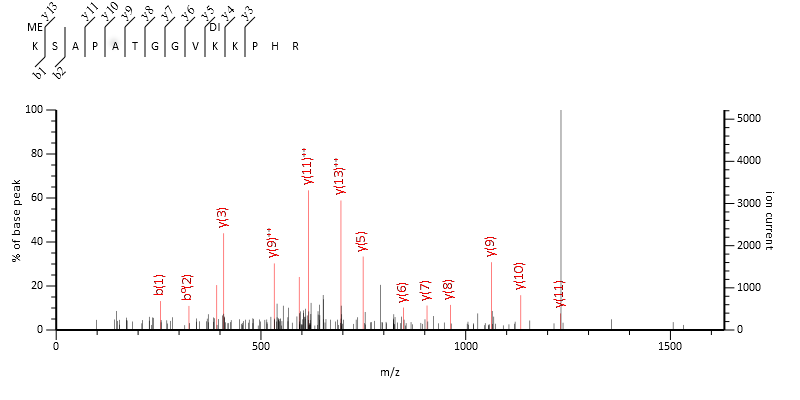 y13 y11 y10 y9 y8 y7 y6 y5 y4 y3
ME DI
K S A P A T G G V K K P H R
b1 b2
100
80
60
40
20
0
% of base peak
5000
4000
3000
2000
1000
0
ion current
b(1)
b⁰(2)
y(3)
y(9)⁺⁺
y(11)⁺⁺
y(13)⁺⁺
y(5)
y(6)
y(7)
y(8)
y(9)
y(10)
y(11)
0 500 1000 1500
m/z